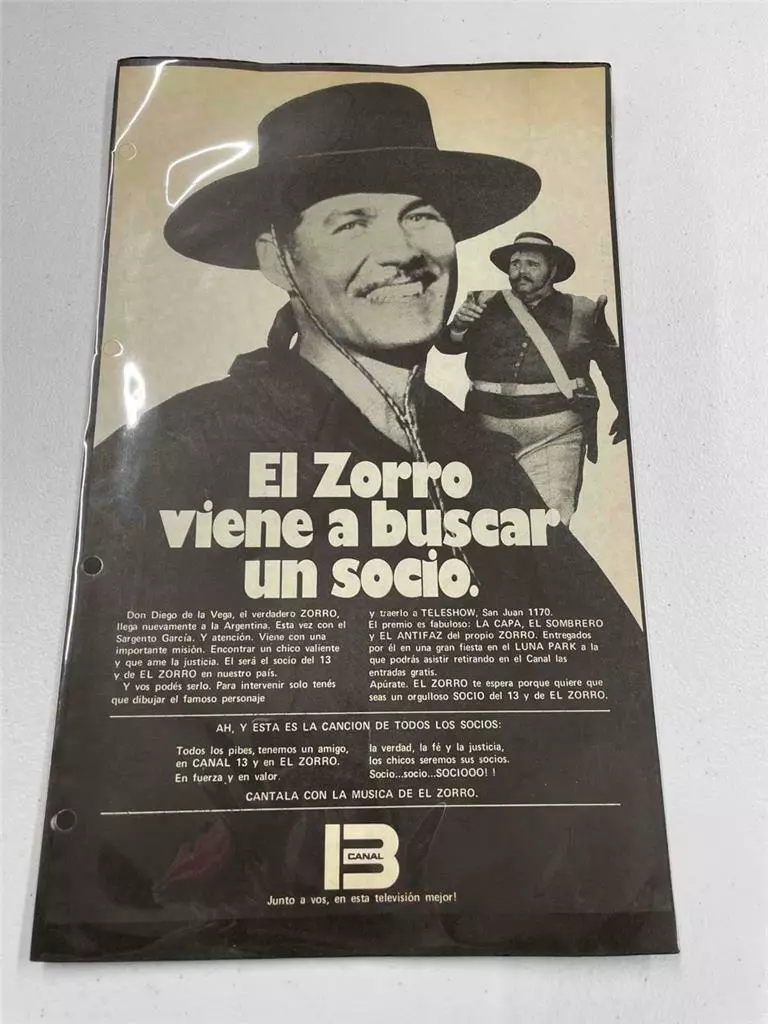 El Zorro
viene a buscar
un socio.
Don Diego de la Vega, el verdadero ZORRO,
llega nuevamente a la Argentina. Esta vez con el
Sargento García. Y atención. Viene con una
importante misión. Encontrar un chico valiente
y que ame la justicia. El será el socio del 13
y de EL ZORRO en nuestro país.
Y vos podés serlo. Para intervenir solo tenés
que dibujar el famoso personaje
y traerlo a TELESHOW, San Juan 1170.
El premio es fabuloso: LA CAPA, EL SOMBRERO
y EL ANTIFAZ del propio ZORRO. Entregados
por él en una gran fiesta en el LUNA PARK a la
que podrás asistir retirando en el Canal las
entradas gratis.
Apúrate. EL ZORRO te espera porque quiere que
seas un orgulloso SOCIO del 13 y de EL ZORRO.
AH, Y ESTA ES LA CANCION DE TODOS LOS SOCIOS:
Todos los pibes, tenemos un amigo,
en CANAL 13 y en EL ZORRO.
En fuerza y en valor.
la verdad, la fé y la justicia,
los chicos seremos sus socios.
Socio...socio...SOCIOOO! !
CANTALA CON LA MUSICA DE EL ZORRO.
13
CANAL
Junto a vos, en esta televisión mejor!